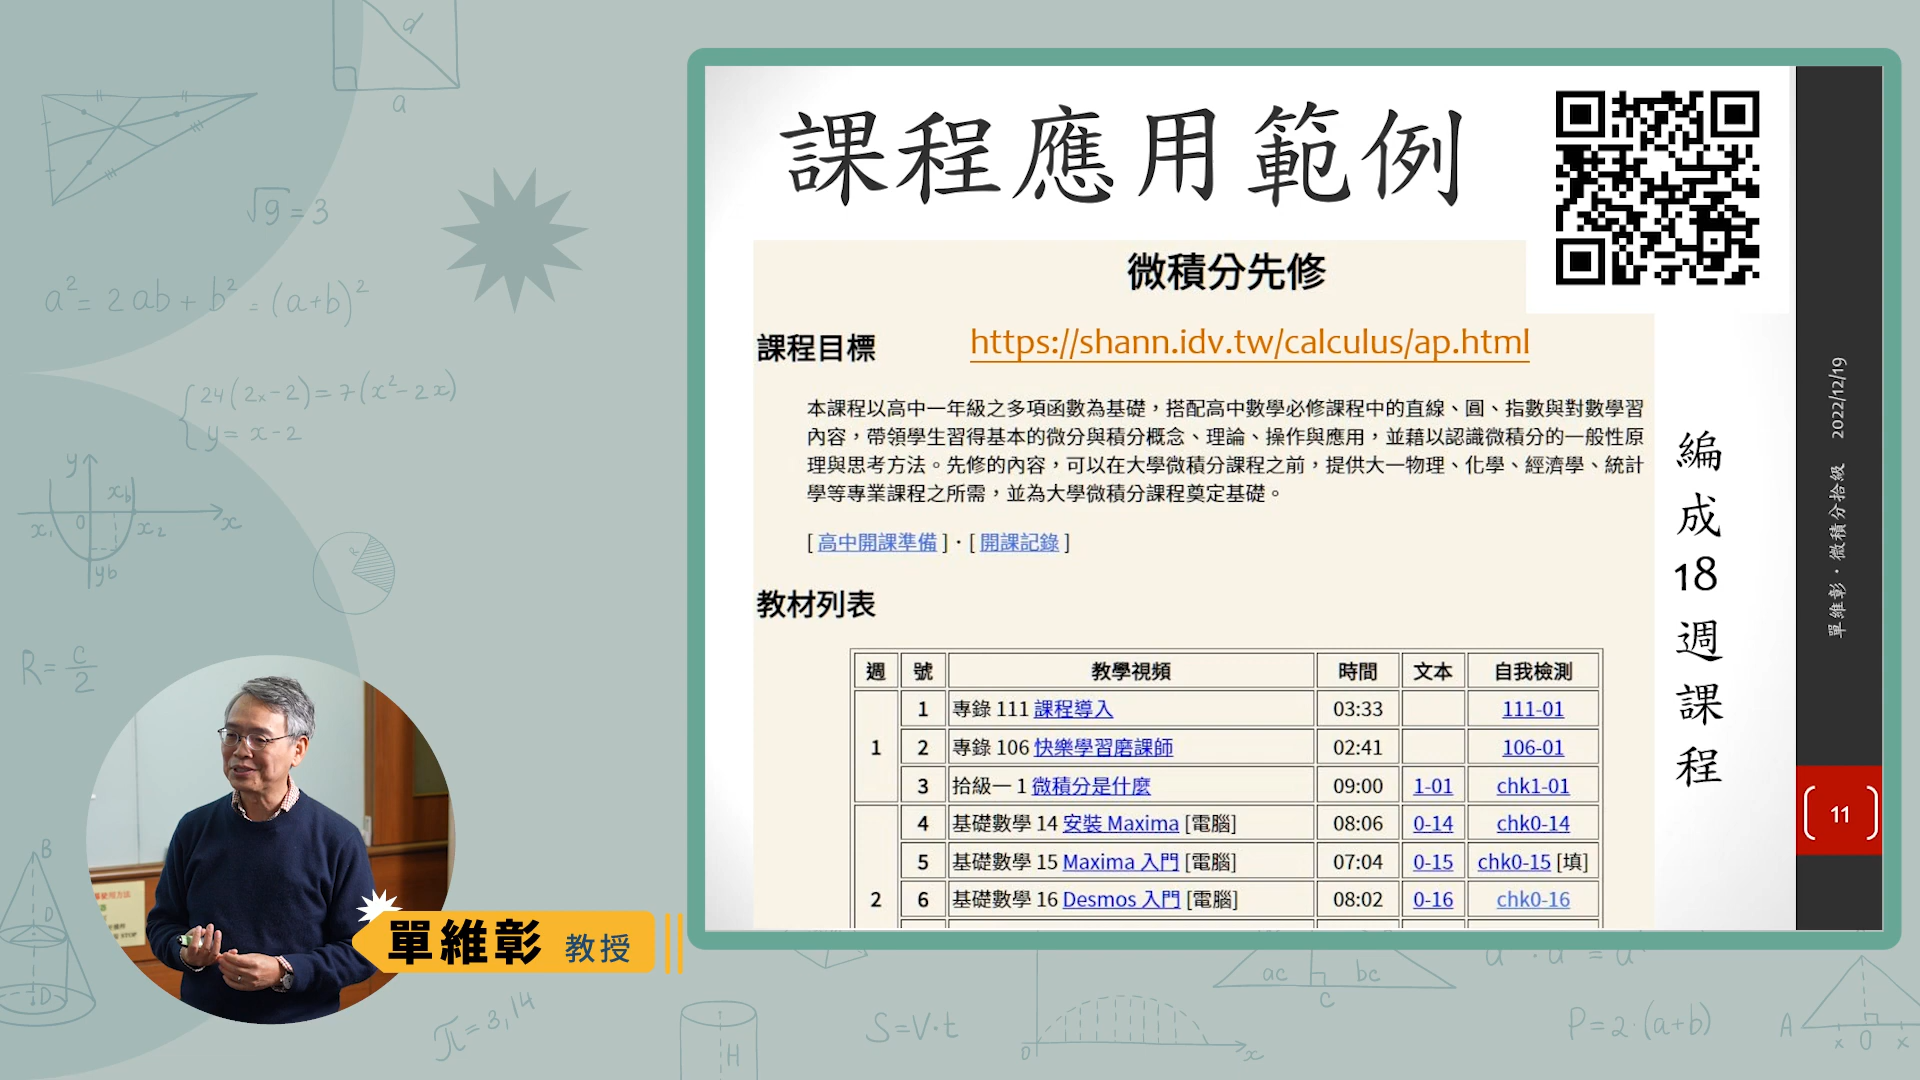 課程應用範例
微積分先修
課程目標
https://shann.idv.tw/calculus/ap.html
本課程以高中一年級之多項函數為基礎，搭配高中數學必修課程中的直線、圓、指數與對數學習
內容，帶領學生習得基本的微分與積分概念、理論、操作與應用，並藉以認識微積分的一般性原
理與思考方法。先修的內容，可以在大學微積分課程之前，提供大一物理、化學、經濟學、統計
學等專業課程之所需，並為大學微積分課程奠定基礎。
[ 高中開課準備 ]・[ 開課記錄 ]
教材列表
週 號 教學視頻 時間 文本 自我檢測
1 專錄 111 課程導入 03:33 111-01
1 2 專錄 106 快樂學習磨課師 02:41 106-01
3 拾級一 1 微積分是什麼 09:00 1-01 chk1-01
4 基礎數學 14 安裝 Maxima [電腦] 08:06 0-14 chk0-14
5 基礎數學 15 Maxima 入門 [電腦] 07:04 0-15 chk0-15 [填]
2 6 基礎數學 16 Desmos 入門 [電腦] 08:02 0-16 chk0-16
編成18週課程
單維彰・微積分拾級 2022/12/19
11
單維彰 教授
d
a
√9 = 3
a² = 2ab + b² = (a+b)²
24(2x-2) = 7(x²-2x)
y = x-2
y
xb
x₁ 0 x₂ x
yb
R = C/2
B
D
D
π = 3,14
H
S=V·t
0 x
ac bc
c
P=2·(a+b)
A
x O x